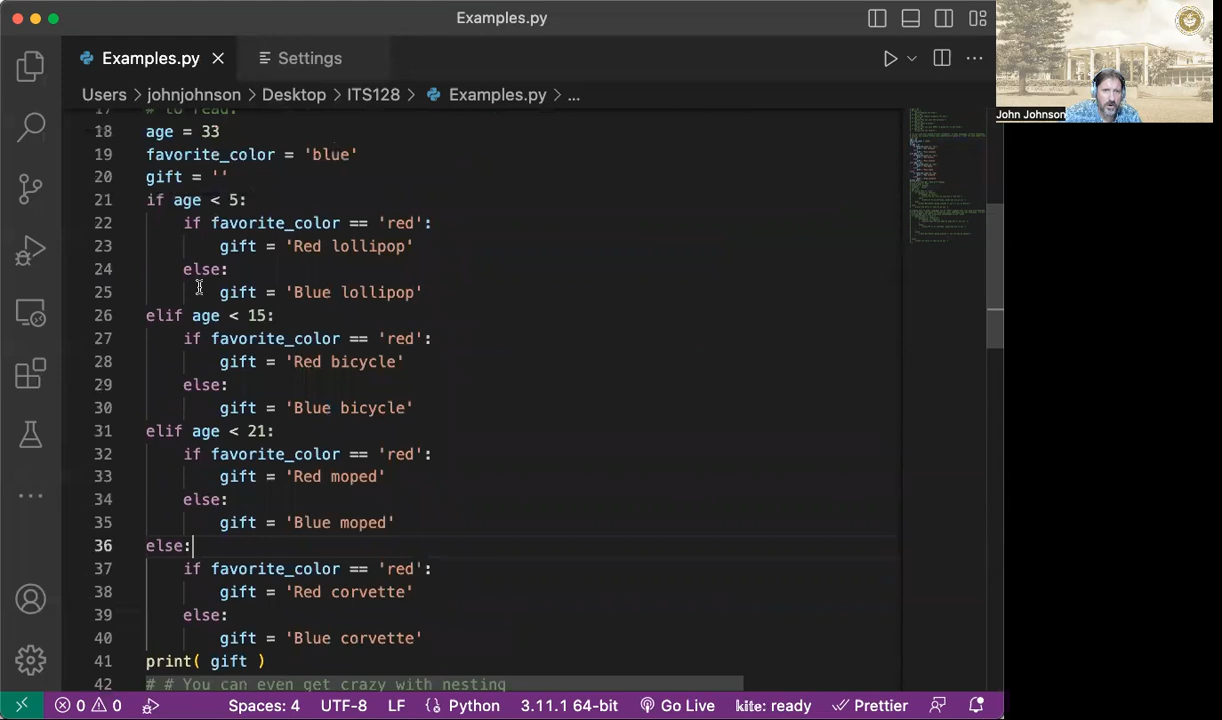 Examples.py
Examples.py
Settings
Users > johnjohnson > Desktop > ITS128 > Examples.py > ...
17 # to read.
18 age = 33
19 favorite_color = 'blue'
20 gift = ''
21 if age < 5:
22 if favorite_color == 'red':
23 gift = 'Red lollipop'
24 else:
25 gift = 'Blue lollipop'
26 elif age < 15:
27 if favorite_color == 'red':
28 gift = 'Red bicycle'
29 else:
30 gift = 'Blue bicycle'
31 elif age < 21:
32 if favorite_color == 'red':
33 gift = 'Red moped'
34 else:
35 gift = 'Blue moped'
36 else:
37 if favorite_color == 'red':
38 gift = 'Red corvette'
39 else:
40 gift = 'Blue corvette'
41 print( gift )
42 # # You can even get crazy with nesting
0 0 Spaces: 4 UTF-8 LF {} Python 3.11.1 64-bit Go Live kite: ready Prettier
John Johnson